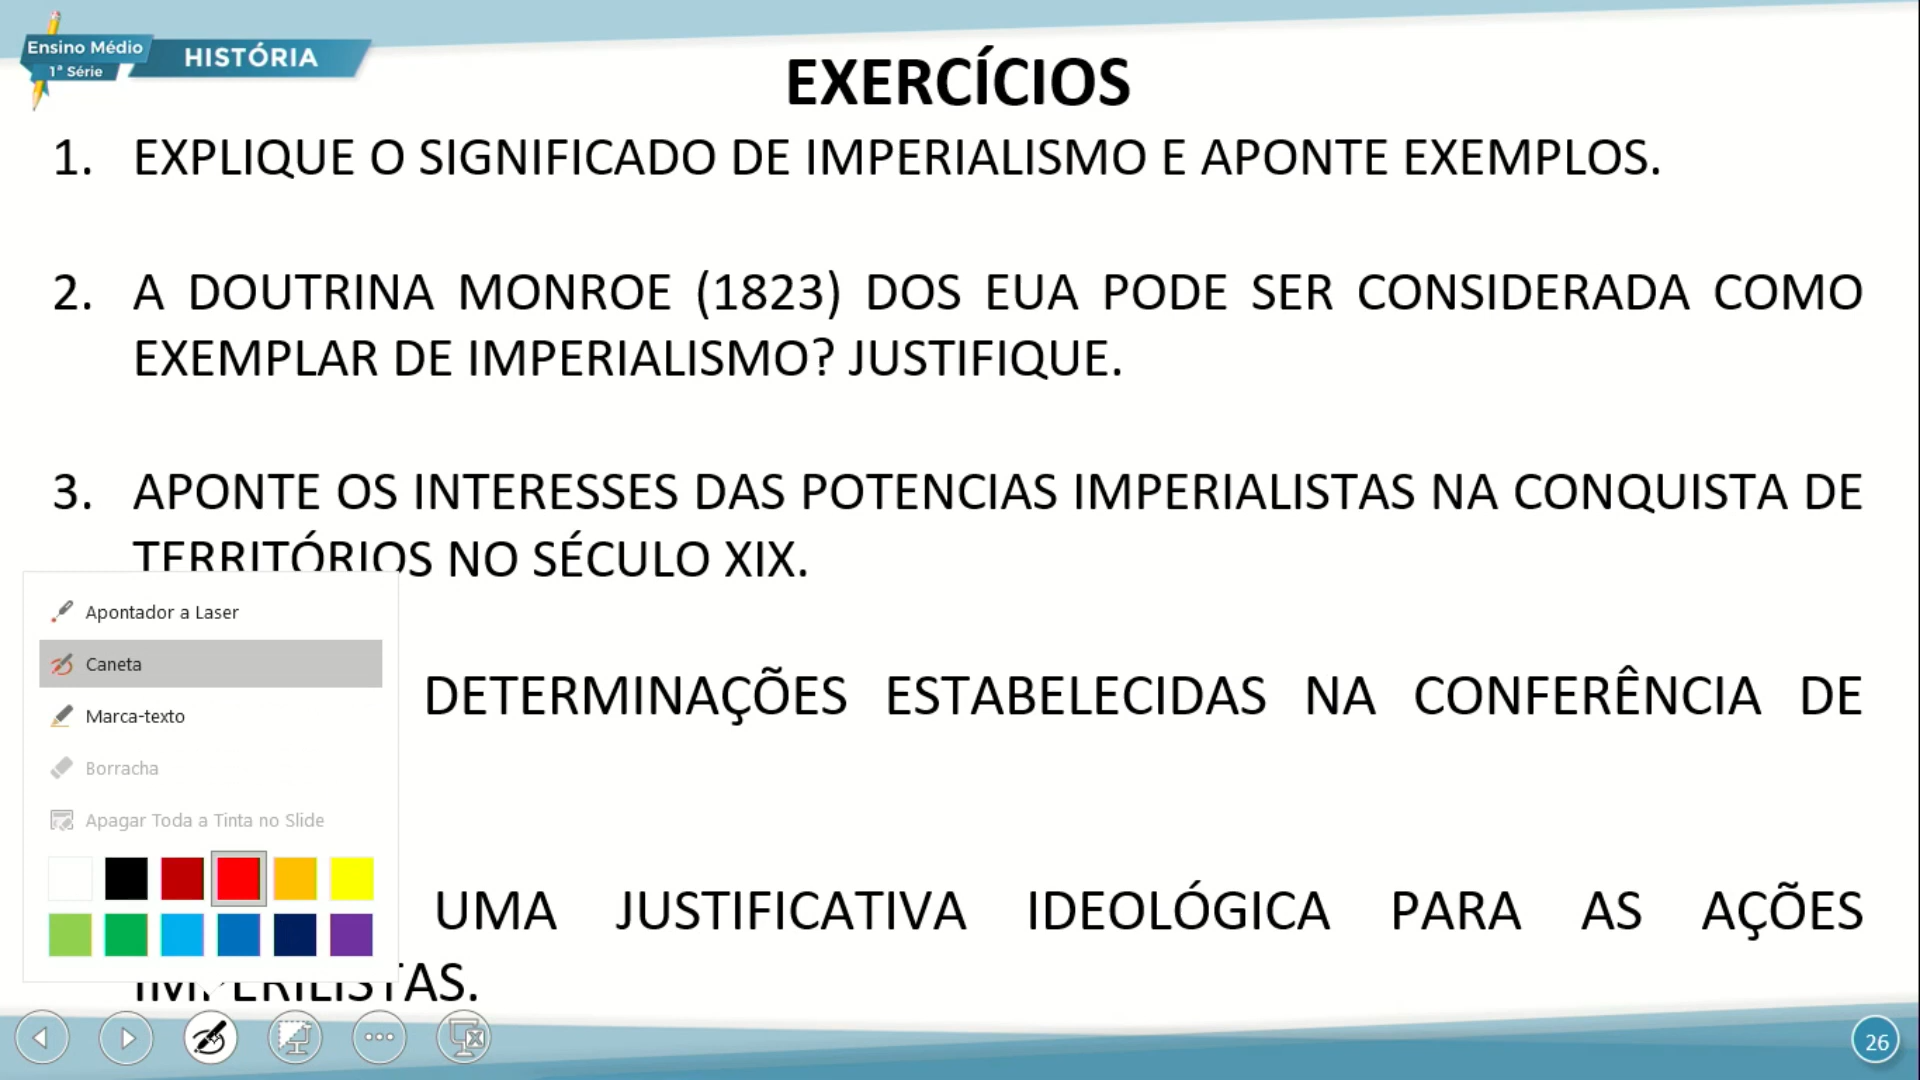 Ensino Médio
1ª Série
HISTÓRIA
EXERCÍCIOS
1. EXPLIQUE O SIGNIFICADO DE IMPERIALISMO E APONTE EXEMPLOS.
2. A DOUTRINA MONROE (1823) DOS EUA PODE SER CONSIDERADA COMO
EXEMPLAR DE IMPERIALISMO? JUSTIFIQUE.
3. APONTE OS INTERESSES DAS POTENCIAS IMPERIALISTAS NA CONQUISTA DE
TERRITÓRIOS NO SÉCULO XIX.
Apontador a Laser
Caneta
Marca-texto
Borracha
Apagar Toda a Tinta no Slide
DETERMINAÇÕES ESTABELECIDAS NA CONFERÊNCIA DE
UMA JUSTIFICATIVA IDEOLÓGICA PARA AS AÇÕES
IMPERILISTAS.
26